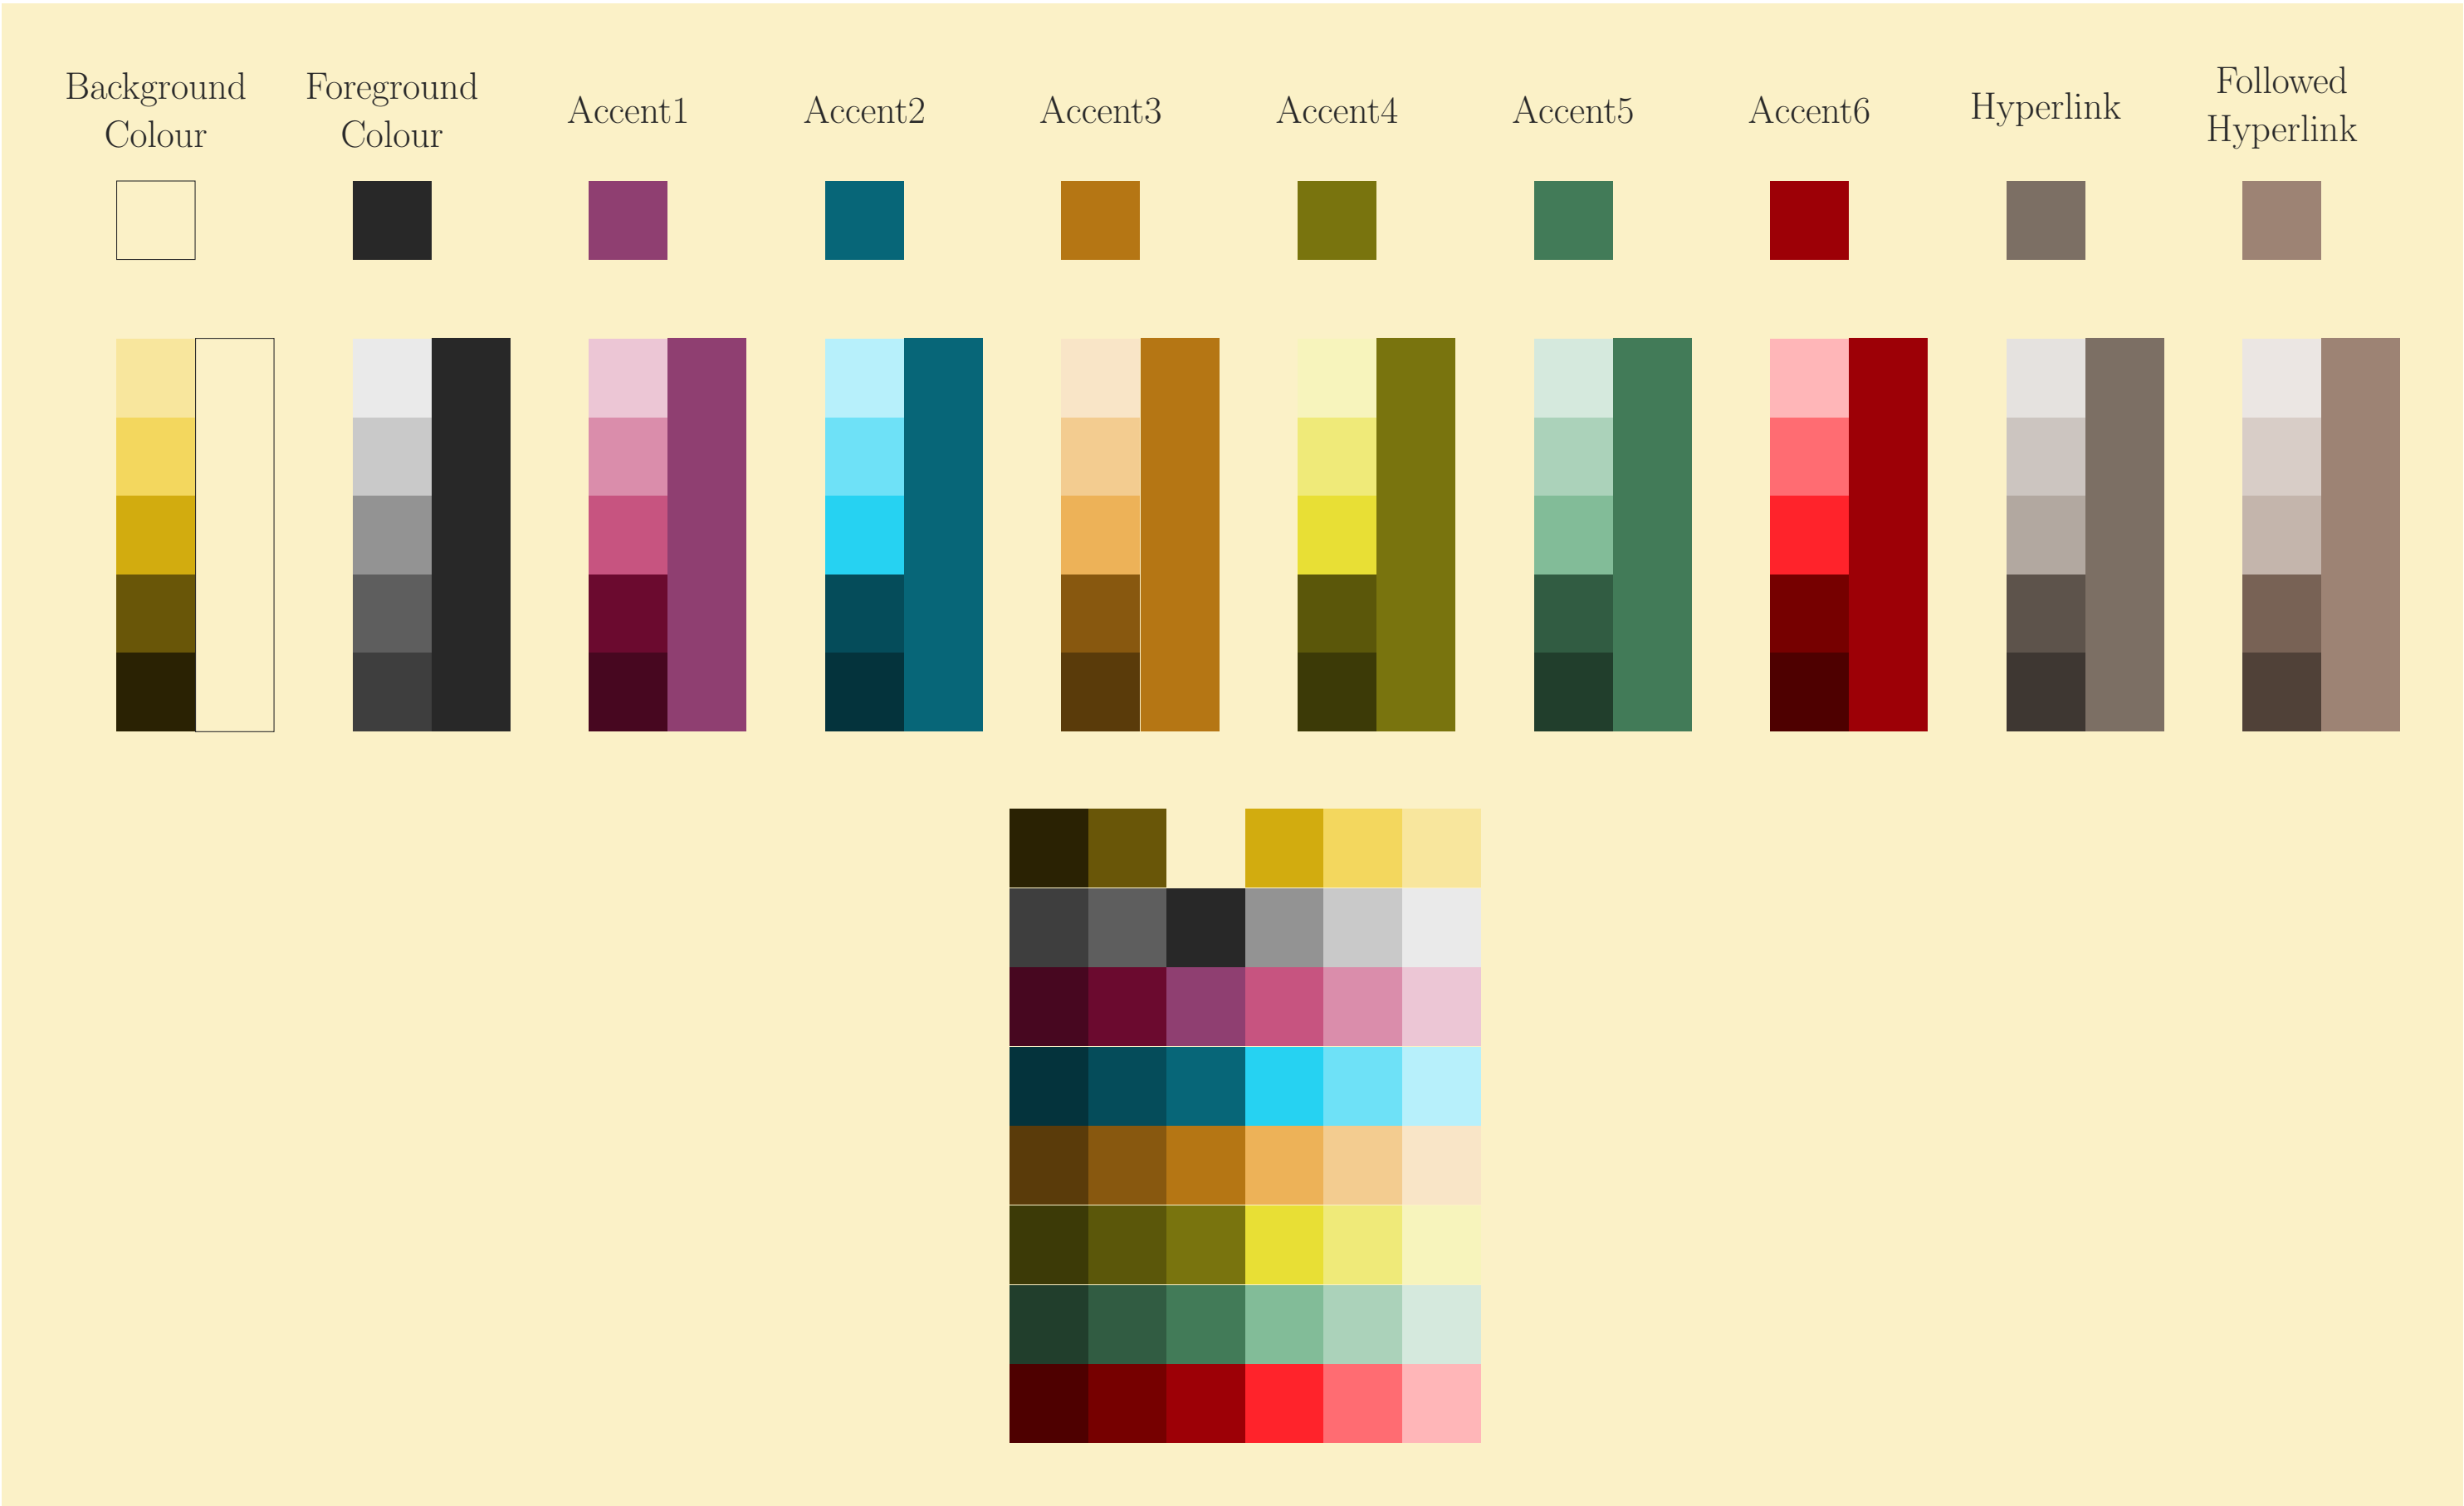 Background
Colour
Foreground
Colour
Accent1
Accent2
Accent3
Accent4
Accent5
Accent6
Hyperlink
Followed
Hyperlink